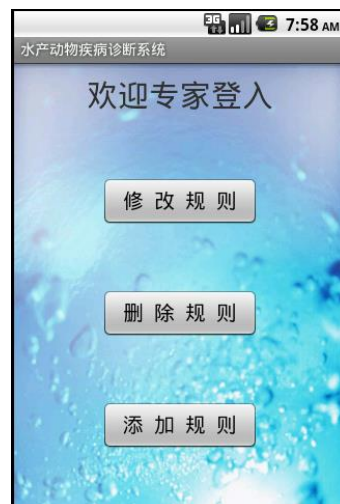 3G 7:58 AM
水产动物疾病诊断系统
欢迎专家登入
修 改 规 则
删 除 规 则
添 加 规 则